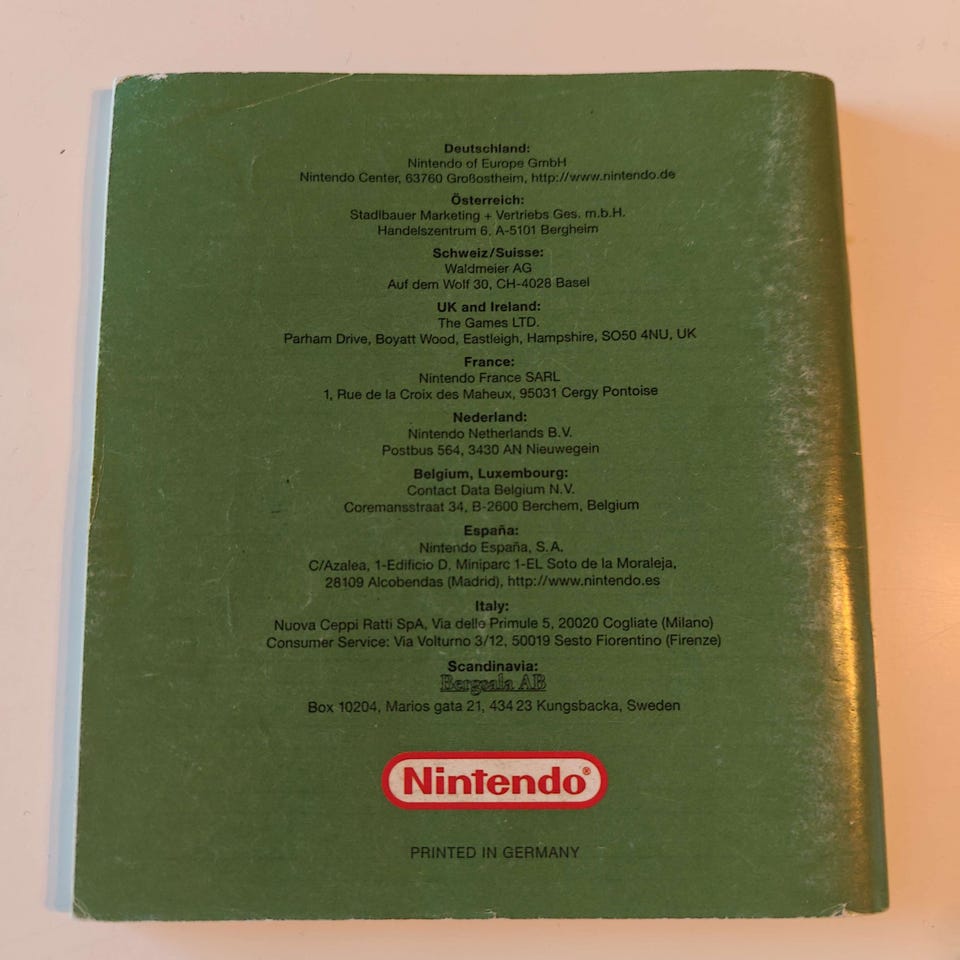 Deutschland:
Nintendo of Europe GmbH
Nintendo Center, 63760 Großostheim, http://www.nintendo.de
Österreich:
Stadlbauer Marketing + Vertriebs Ges. m.b.H.
Handelszentrum 6, A-5101 Bergheim
Schweiz/Suisse:
Waldmeier AG
Auf dem Wolf 30, CH-4028 Basel
UK and Ireland:
The Games LTD.
Parham Drive, Boyatt Wood, Eastleigh, Hampshire, SO50 4NU, UK
France:
Nintendo France SARL
1, Rue de la Croix des Maheux, 95031 Cergy Pontoise
Nederland:
Nintendo Netherlands B.V.
Postbus 564, 3430 AN Nieuwegein
Belgium, Luxembourg:
Contact Data Belgium N.V.
Coremansstraat 34, B-2600 Berchem, Belgium
España:
Nintendo España, S.A.
C/Azalea, 1-Edificio D, Miniparc 1-EL Soto de la Moraleja,
28109 Alcobendas (Madrid), http://www.nintendo.es
Italy:
Nuova Ceppi Ratti SpA, Via delle Primule 5, 20020 Cogliate (Milano)
Consumer Service: Via Volturno 3/12, 50019 Sesto Fiorentino (Firenze)
Scandinavia:
Bergsala AB
Box 10204, Marios gata 21, 434 23 Kungsbacka, Sweden
Nintendo®
PRINTED IN GERMANY